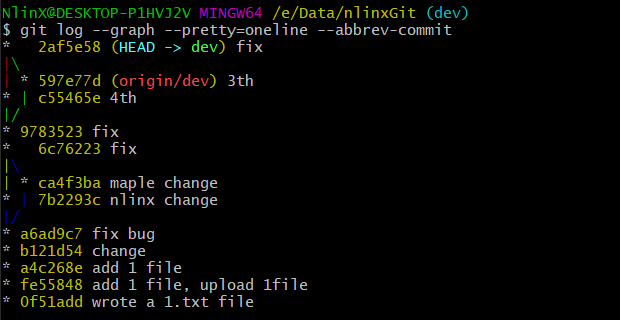 NlinX@DESKTOP-P1HVJ2V MINGW64 /e/Data/nlinxGit (dev)
$ git log --graph --pretty=oneline --abbrev-commit
*   2af5e58 (HEAD -> dev) fix
|\
| * 597e77d (origin/dev) 3th
* | c55465e 4th
|/
* 9783523 fix
*   6c76223 fix
|\
| * ca4f3ba maple change
* | 7b2293c nlinx change
|/
* a6ad9c7 fix bug
* b121d54 change
* a4c268e add 1 file
* fe55848 add 1 file, upload 1file
* 0f51add wrote a 1.txt file